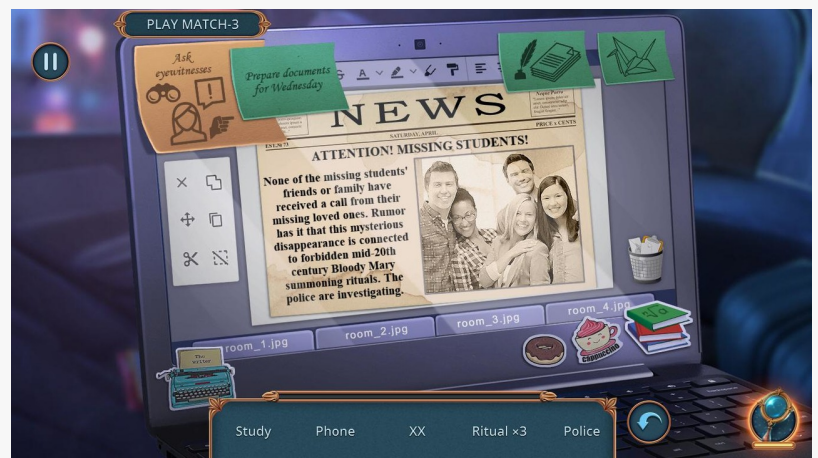 PLAY MATCH-3
Ask
eyewitnesses
Prepare documents
for Wednesday
NEWS
SATURDAY, APRIL
PRICE x CENTS
ATTENTION! MISSING STUDENTS!
None of the missing students'
friends or family have
received a call from their
missing loved ones. Rumor
has it that this mysterious
disappearance is connected
to forbidden mid-20th
century Bloody Mary
summoning rituals. The
police are investigating.
room_1.jpg
room_2.jpg
room_3.jpg
room_4.jpg
The
writer
Cappuccino
Study
Phone
XX
Ritual ×3
Police